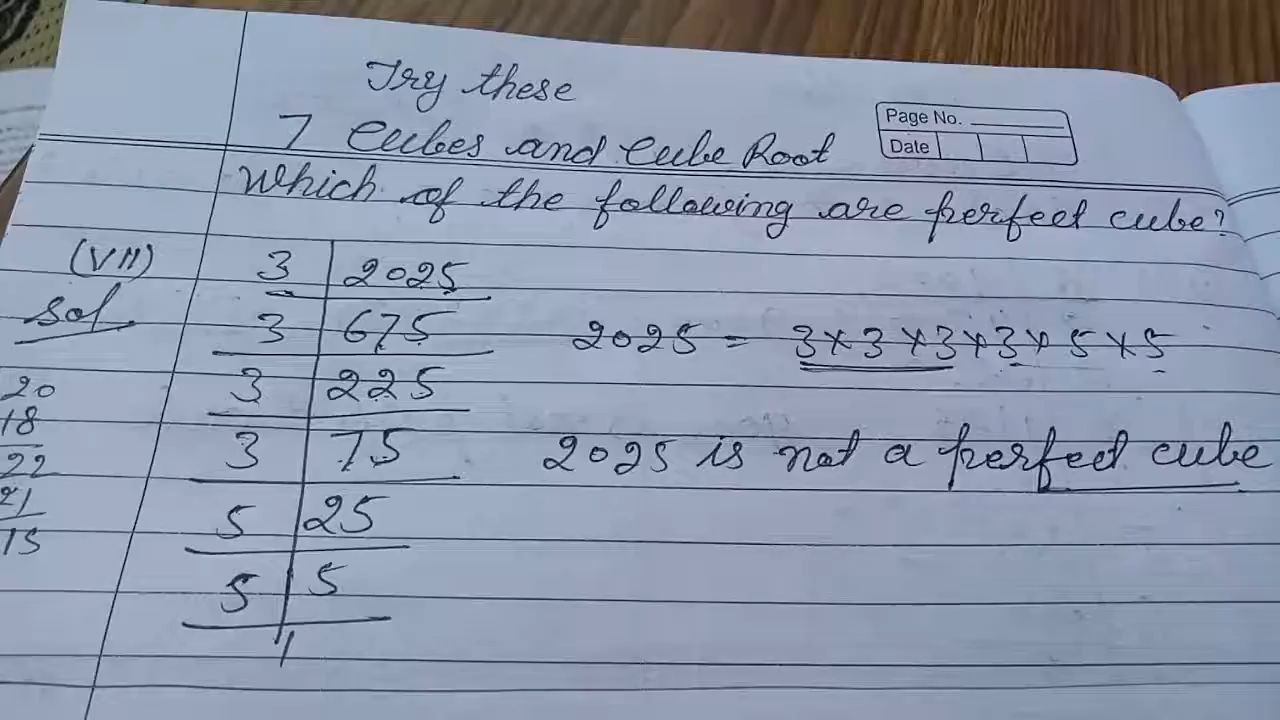 Try these
7 Cubes and Cube Root
Page No.
Date
Which of the following are perfect cube?
(VII)
Sol
3 | 2025
3 | 675
3 | 225
3 | 75
5 | 25
5 | 5
1
2025 = 3×3×3×3×5×5
2025 is not a perfect cube
20
18
22
21
15